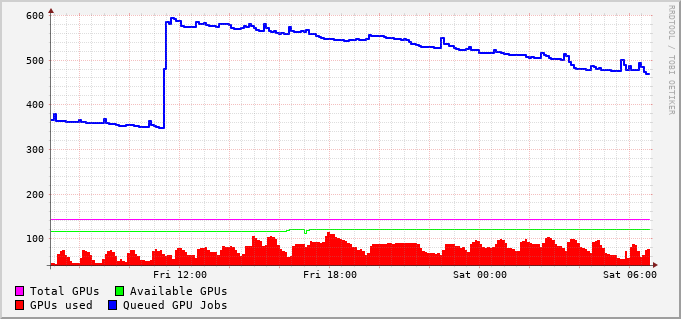 600
500
400
300
200
100
Fri 12:00 Fri 18:00 Sat 00:00 Sat 06:00
Total GPUs Available GPUs
GPUs used Queued GPU Jobs
RRDTOOL / TOBI OETIKER